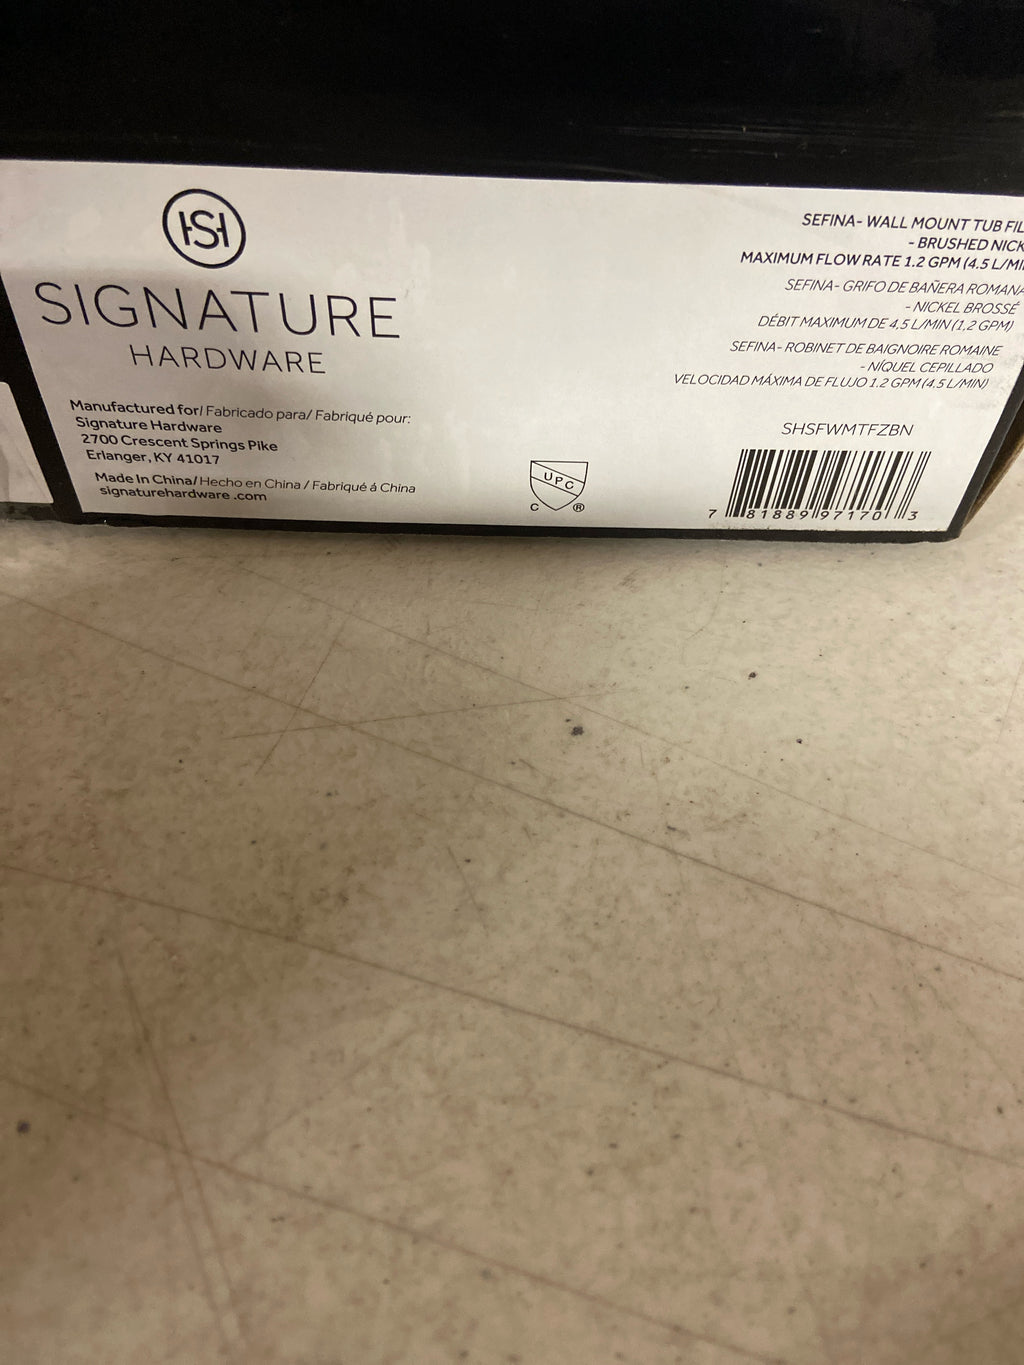 SIGNATURE
HARDWARE
Manufactured for/ Fabricado para/ Fabriqué pour:
Signature Hardware
2700 Crescent Springs Pike
Erlanger, KY 41017
Made In China/ Hecho en China / Fabriqué á China
signaturehardware .com
UPC
C ®
SEFINA- WALL MOUNT TUB FIL
- BRUSHED NICK
MAXIMUM FLOW RATE 1.2 GPM (4.5 L/MI
SEFINA- GRIFO DE BAÑERA ROMANA
- NICKEL BROSSÉ
DÉBIT MAXIMUM DE 4,5 L/MIN (1,2 GPM)
SEFINA- ROBINET DE BAIGNOIRE ROMAINE
- NÍQUEL CEPILLADO
VELOCIDAD MÁXIMA DE FLUJO 1.2 GPM (4.5 L/MIN)
SHSFWMTFZBN
7 81889 97170 3